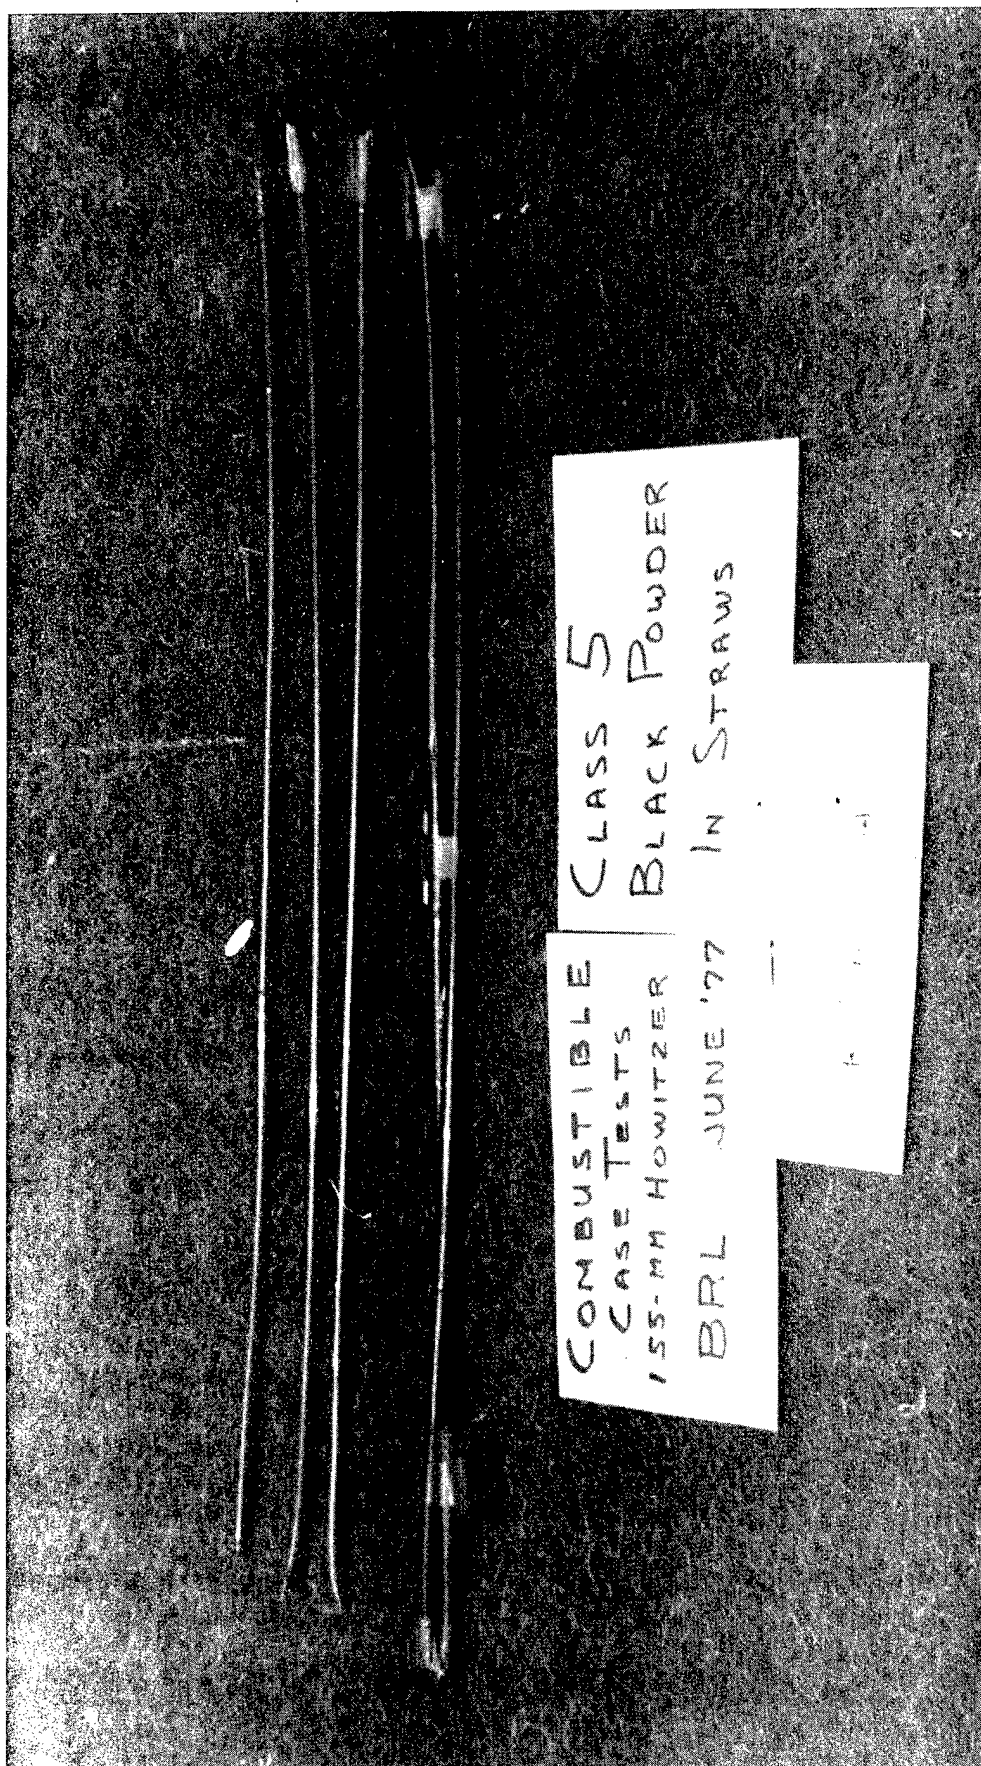 COMBUSTIBLE
CASE TESTS
155-MM HOWITZER
BRL JUNE '77
CLASS 5
BLACK POWDER
IN STRAWS